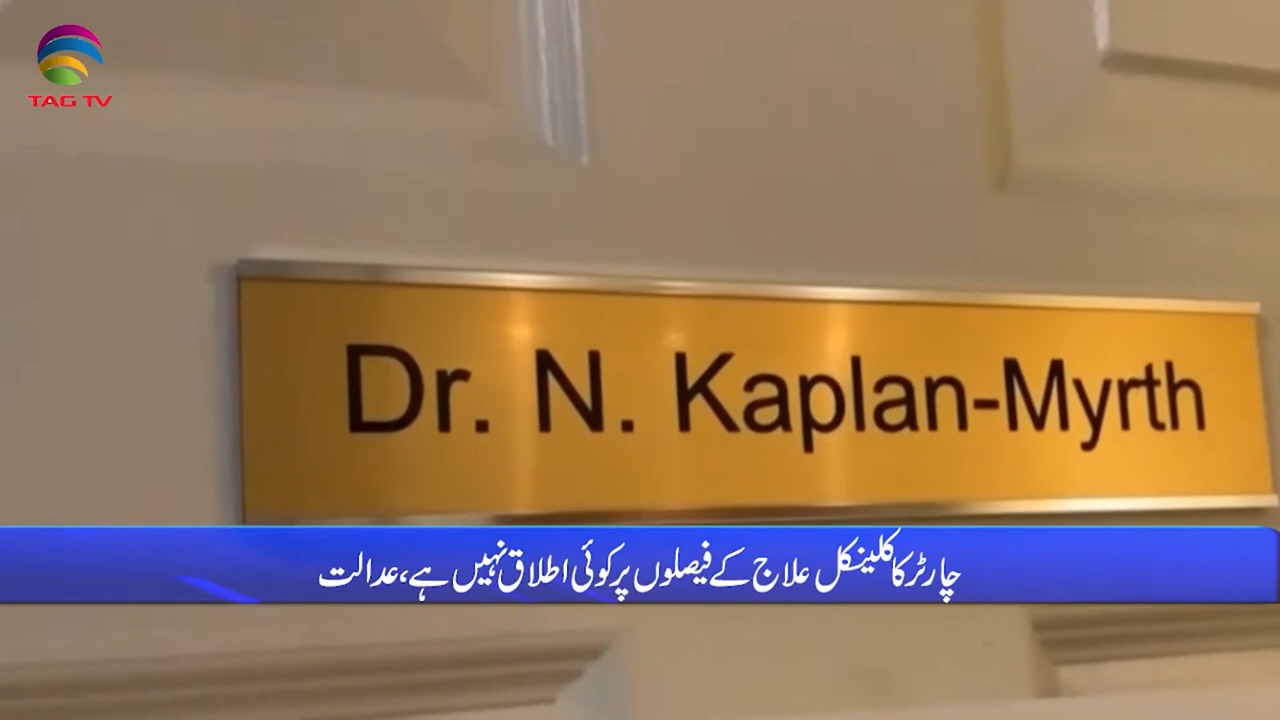 TAG TV
Dr. N. Kaplan-Myrth
چارٹر کا کلینکل علاج کے فیصلوں پر کوئی اطلاق نہیں ہے، عدالت